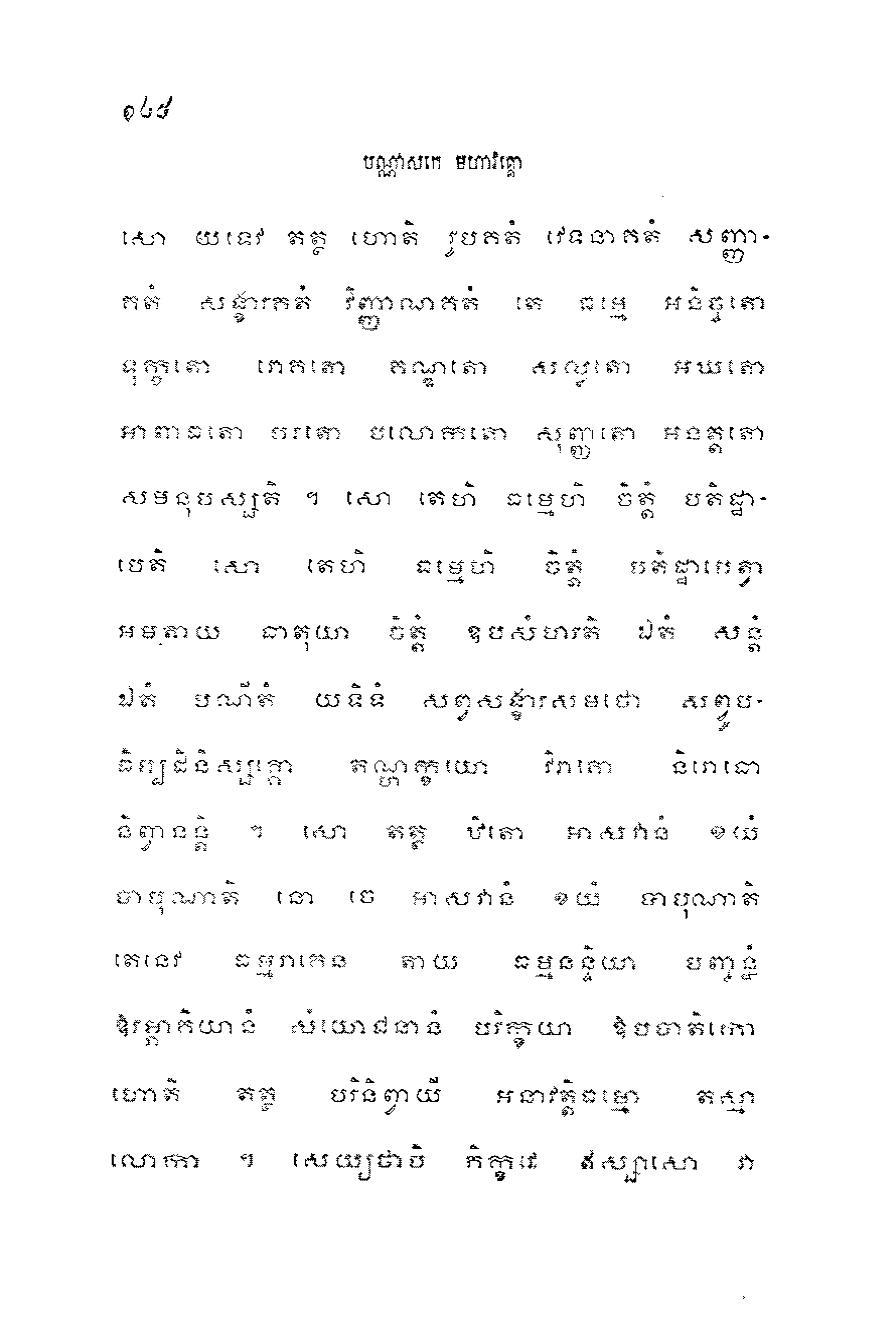 ១៤៥
បណ្ណាសកេ មហាវគ្គោ
សោ យទេវ តត្ថ ហោតិ រូបគតំ វេទនាគតំ សញ្ញា-
គតំ សង្ខារគតំ វិញ្ញាណគតំ តេ ធម្មេ អនិច្ចតោ
ទុក្ខតោ រោគតោ គណ្ឌតោ សល្លតោ អឃតោ
អាពាធតោ បរតោ បលោកតោ សុញ្ញតោ អនត្តតោ
សមនុបស្សតិ ។ សោ តេហិ ធម្មេហិ ចិត្តំ បតិដ្ឋា-
បេតិ សោ តេហិ ធម្មេហិ ចិត្តំ បតិដ្ឋាបេត្វា
អមតាយ ធាតុយា ចិត្តំ ឧបសំហរតិ ឯតំ សន្តំ
ឯតំ បណីតំ យទិទំ សព្វសង្ខារសមថោ សព្វូប-
ធិប្បដិនិស្សគ្គោ តណ្ហក្ខយោ វិរាគោ និរោធោ
និព្វានន្តិ ។ សោ តត្ថ ឋិតោ អាសវានំ ខយំ
បាបុណាតិ នោ ចេ អាសវានំ ខយំ បាបុណាតិ
តេនេវ ធម្មរាគេន តាយ ធម្មនន្ទិយា បញ្ចន្នំ
ឱរម្ភាគិយានំ សំយោជនានំ បរិក្ខយា ឱបបាតិកោ
ហោតិ តត្ថ បរិនិព្វាយី អនាវត្តិធម្មោ តស្មា
លោកា ។ សេយ្យថាបិ ភិក្ខវេ ឥស្សាសោ វា